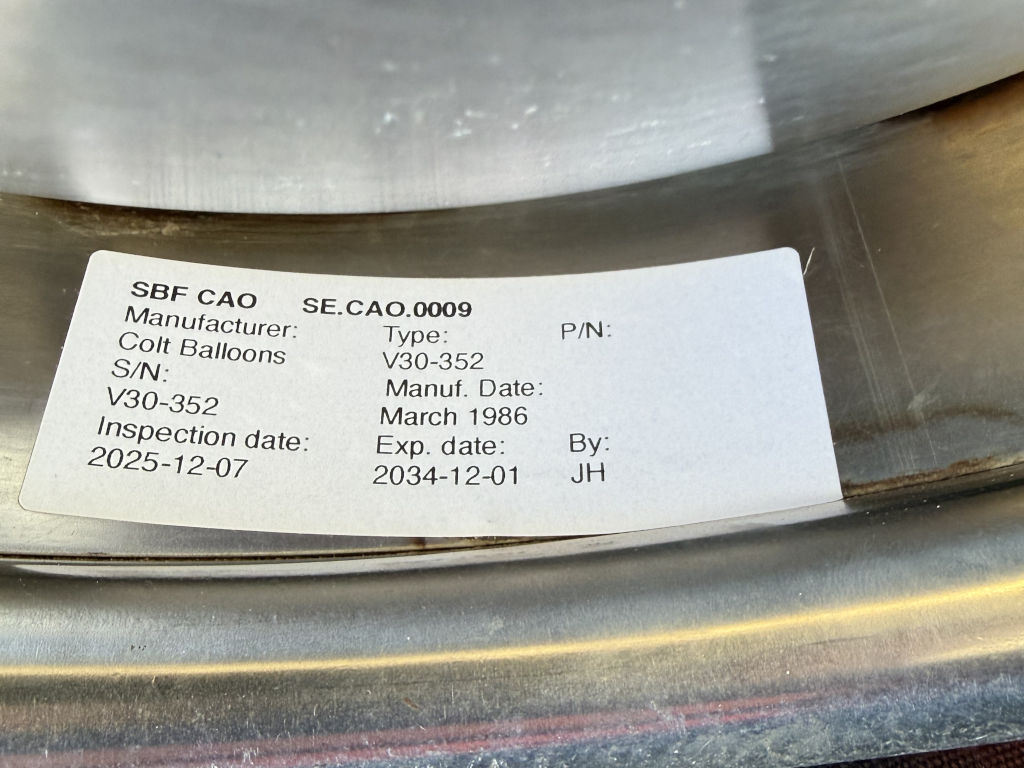 SBF CAO SE.CAO.0009
Manufacturer: Type: P/N:
Colt Balloons V30-352
S/N: Manuf. Date:
V30-352 March 1986
Inspection date: Exp. date: By:
2025-12-07 2034-12-01 JH